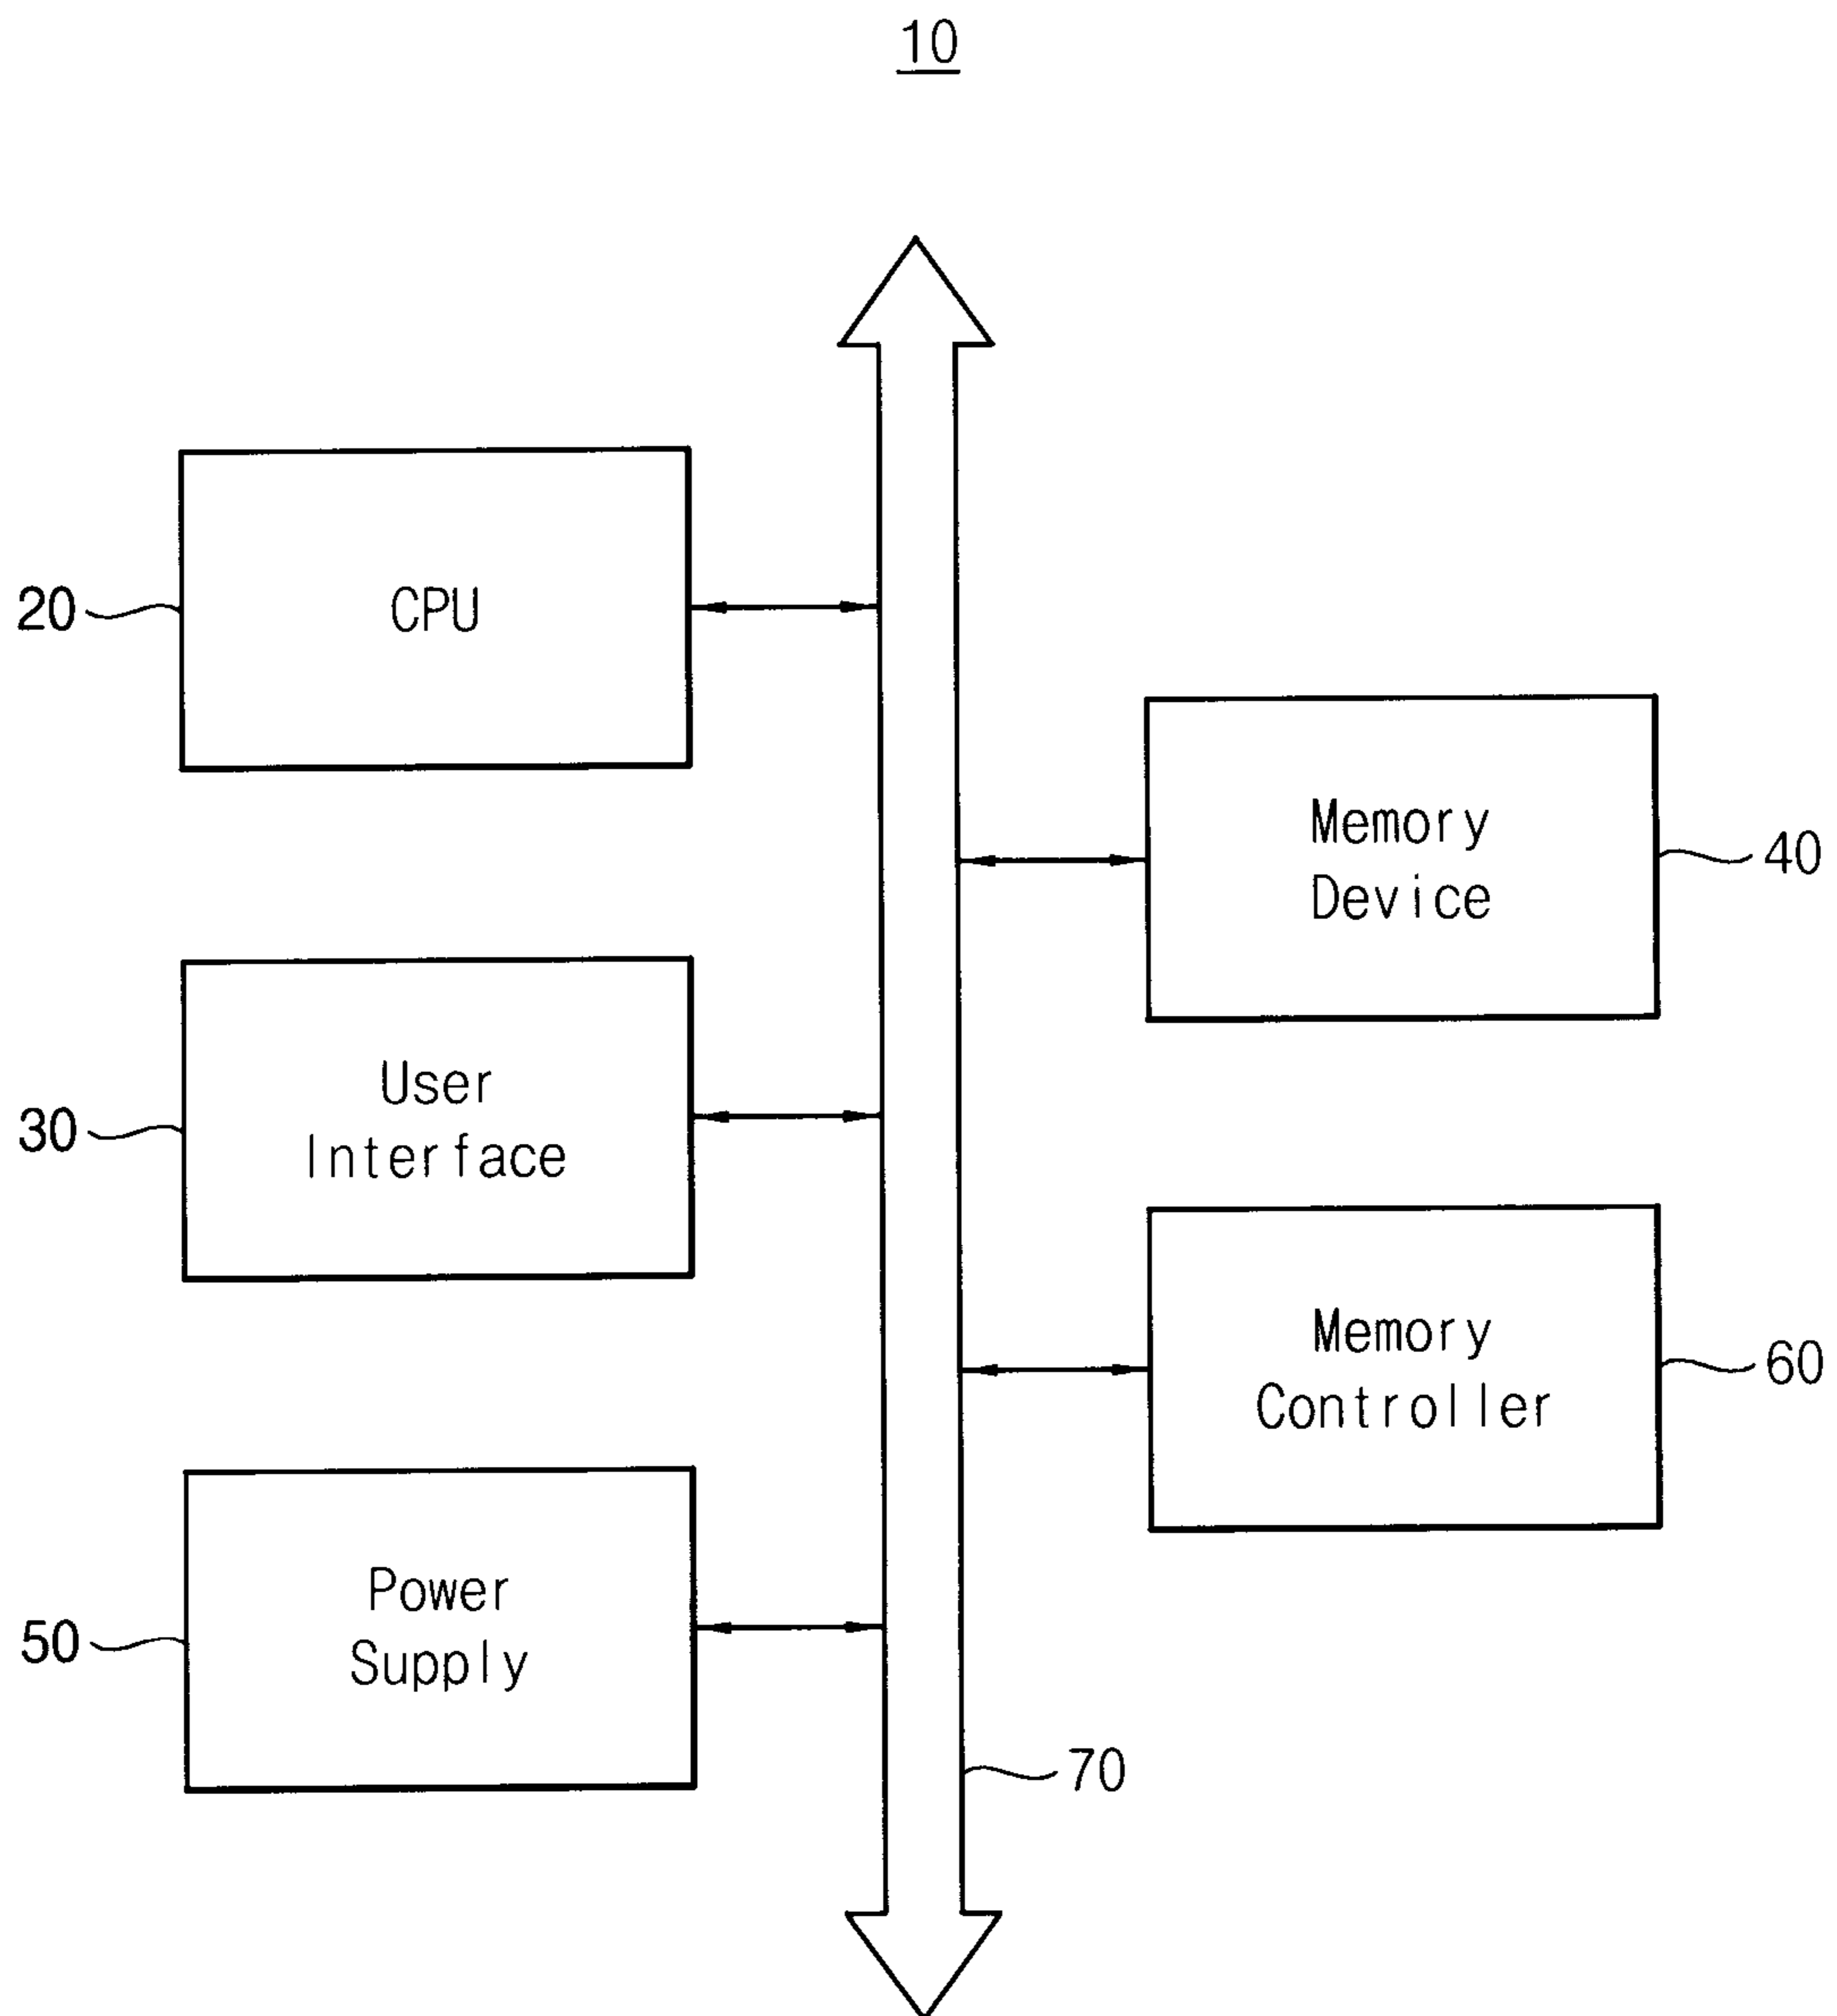 10
20
CPU
Memory
Device
40
30
User
Interface
Memory
Controller
60
50
Power
Supply
70